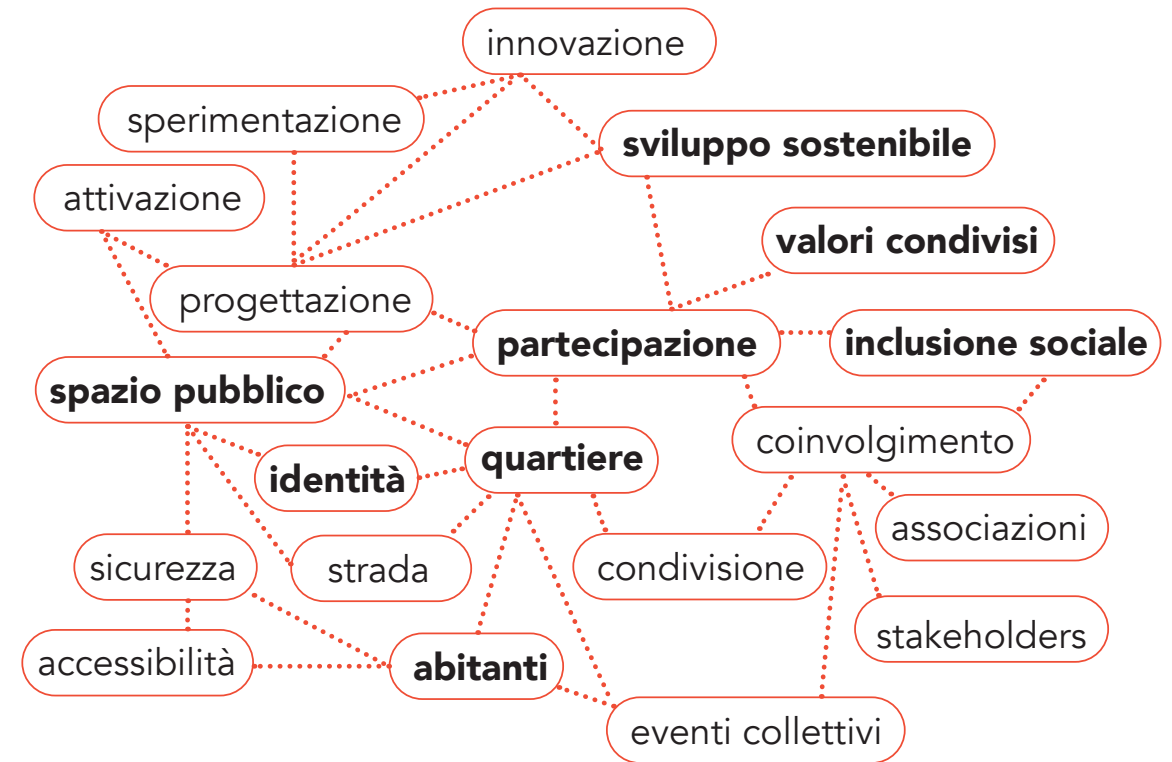 innovazione
sperimentazione
sviluppo sostenibile
attivazione
valori condivisi
progettazione
partecipazione
inclusione sociale
spazio pubblico
coinvolgimento
quartiere
identità
associazioni
sicurezza
strada
condivisione
stakeholders
accessibilità
abitanti
eventi collettivi